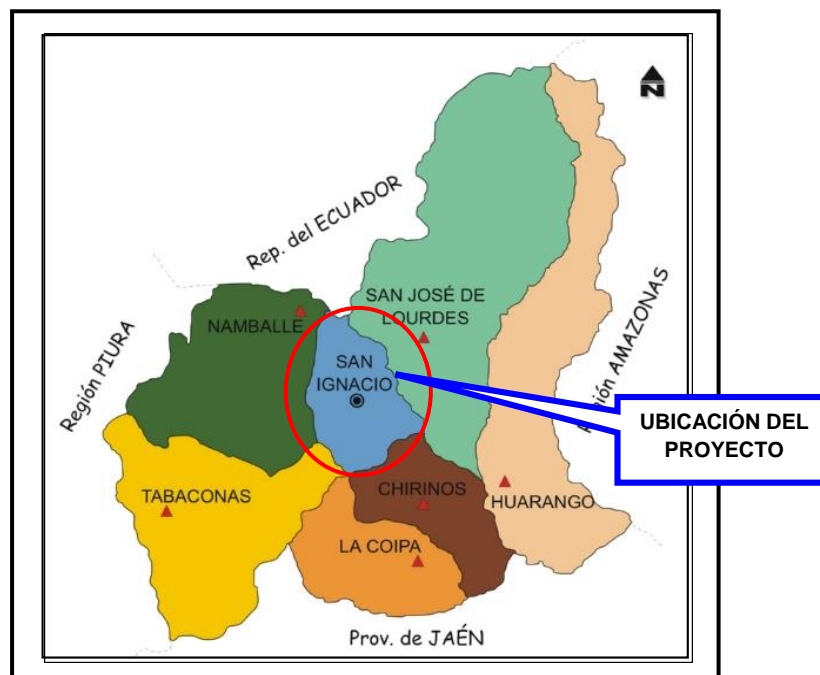 N
Rep. del ECUADOR
SAN JOSÉ DE
LOURDES
NAMBALLE
SAN
IGNACIO
Región PIURA
Región AMAZONAS
UBICACIÓN DEL
PROYECTO
TABACONAS
CHIRINOS
HUARANGO
LA COIPA
Prov. de JAÉN